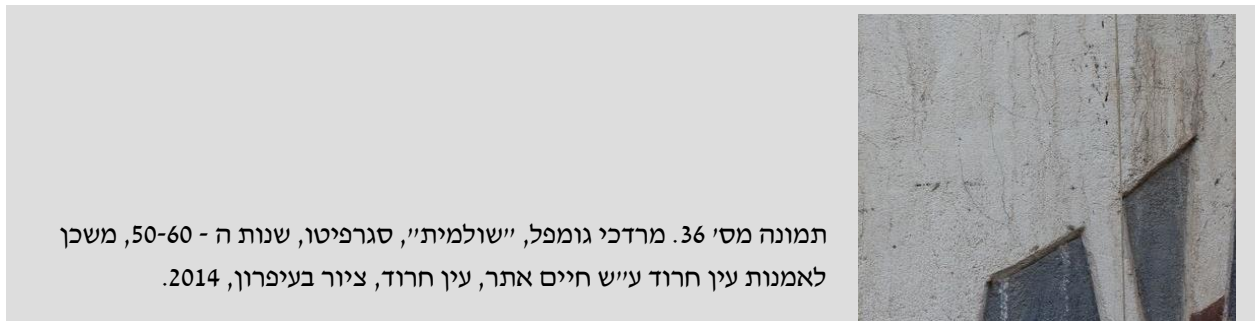 תמונה מס׳ 36. מרדכי גומפל, ״שולמית״, סגרפיטו, שנות ה - 50-60, משכן
לאמנות עין חרוד ע״ש חיים אתר, עין חרוד, ציור בעיפרון, 2014.